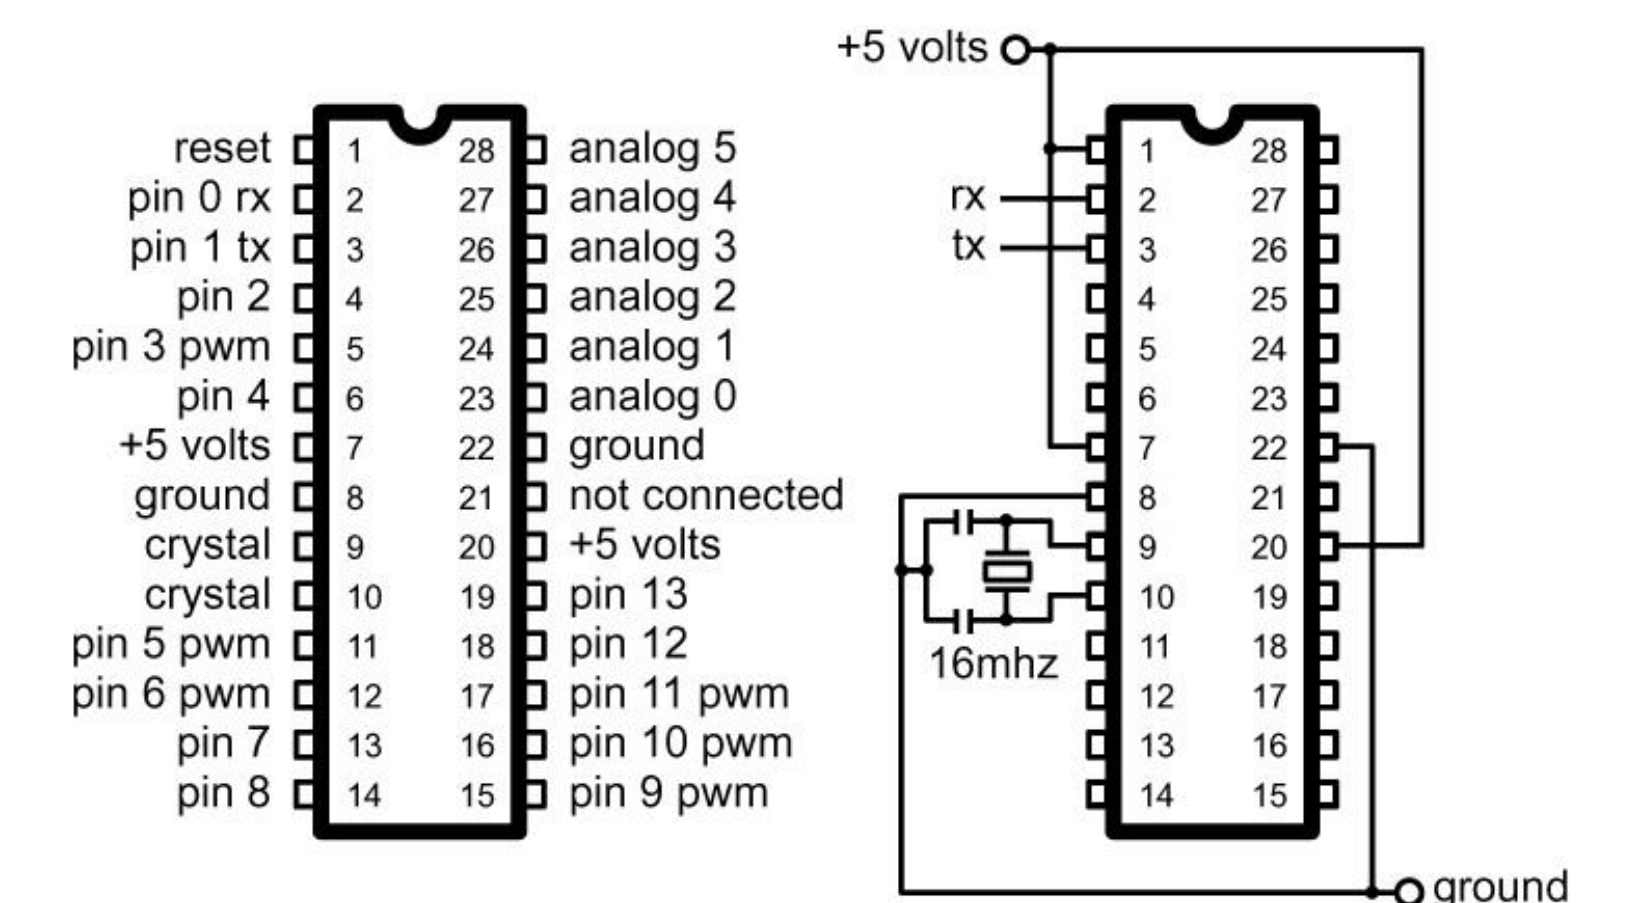 +5 volts
reset 1 28 analog 5
pin 0 rx 2 27 analog 4
pin 1 tx 3 26 analog 3
pin 2 4 25 analog 2
pin 3 pwm 5 24 analog 1
pin 4 6 23 analog 0
+5 volts 7 22 ground
ground 8 21 not connected
crystal 9 20 +5 volts
crystal 10 19 pin 13
pin 5 pwm 11 18 pin 12
pin 6 pwm 12 17 pin 11 pwm
pin 7 13 16 pin 10 pwm
pin 8 14 15 pin 9 pwm
1 28
rx 2 27
tx 3 26
4 25
5 24
6 23
7 22
8 21
9 20
10 19
16mhz 11 18
12 17
13 16
14 15
ground